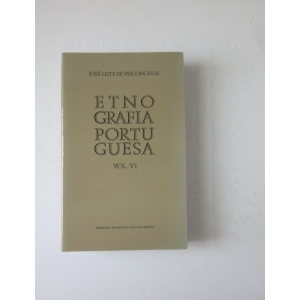 JOSÉ LEITE DE VASCONCELOS
ETNO
GRAFIA
PORTU
GUESA
VOL. VI